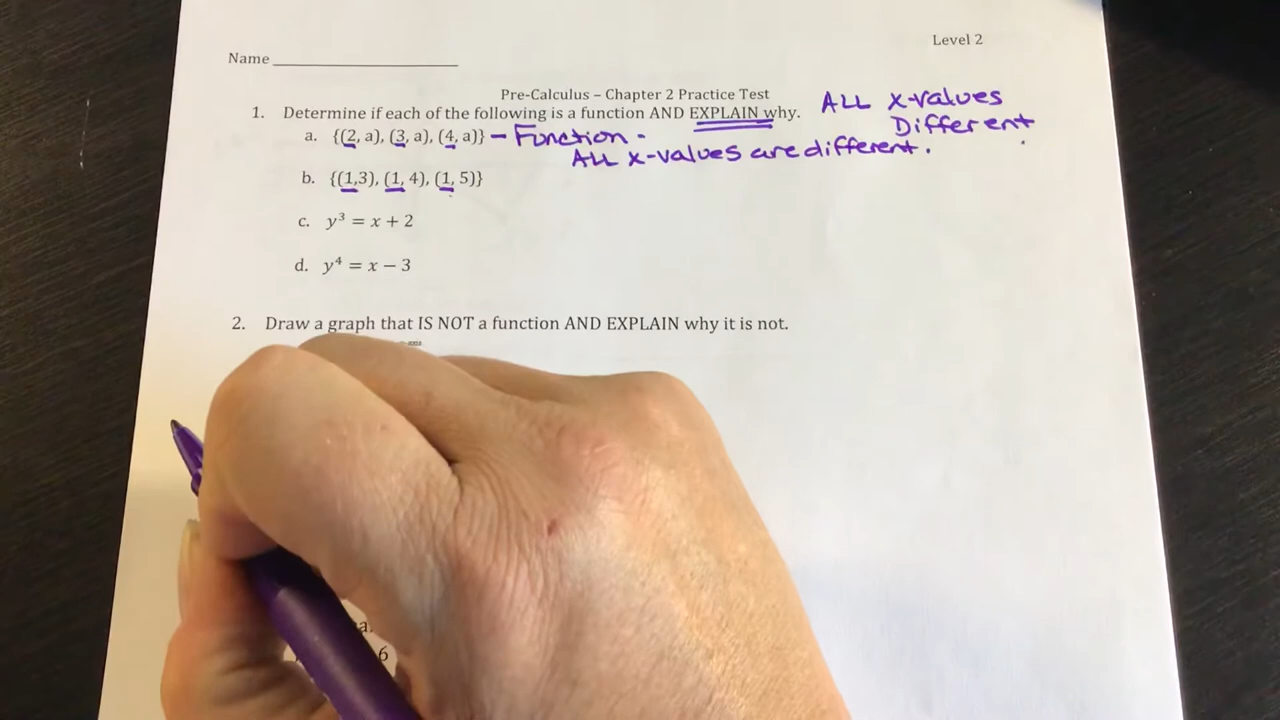 Level 2
Name
Pre-Calculus – Chapter 2 Practice Test
1. Determine if each of the following is a function AND EXPLAIN why.
ALL x-values
Different
a. {(2, a), (3, a), (4, a)} – Function -
ALL x-values are different.
b. {(1,3), (1, 4), (1, 5)}
c. y³ = x + 2
d. y⁴ = x − 3
2. Draw a graph that IS NOT a function AND EXPLAIN why it is not.
a.
6